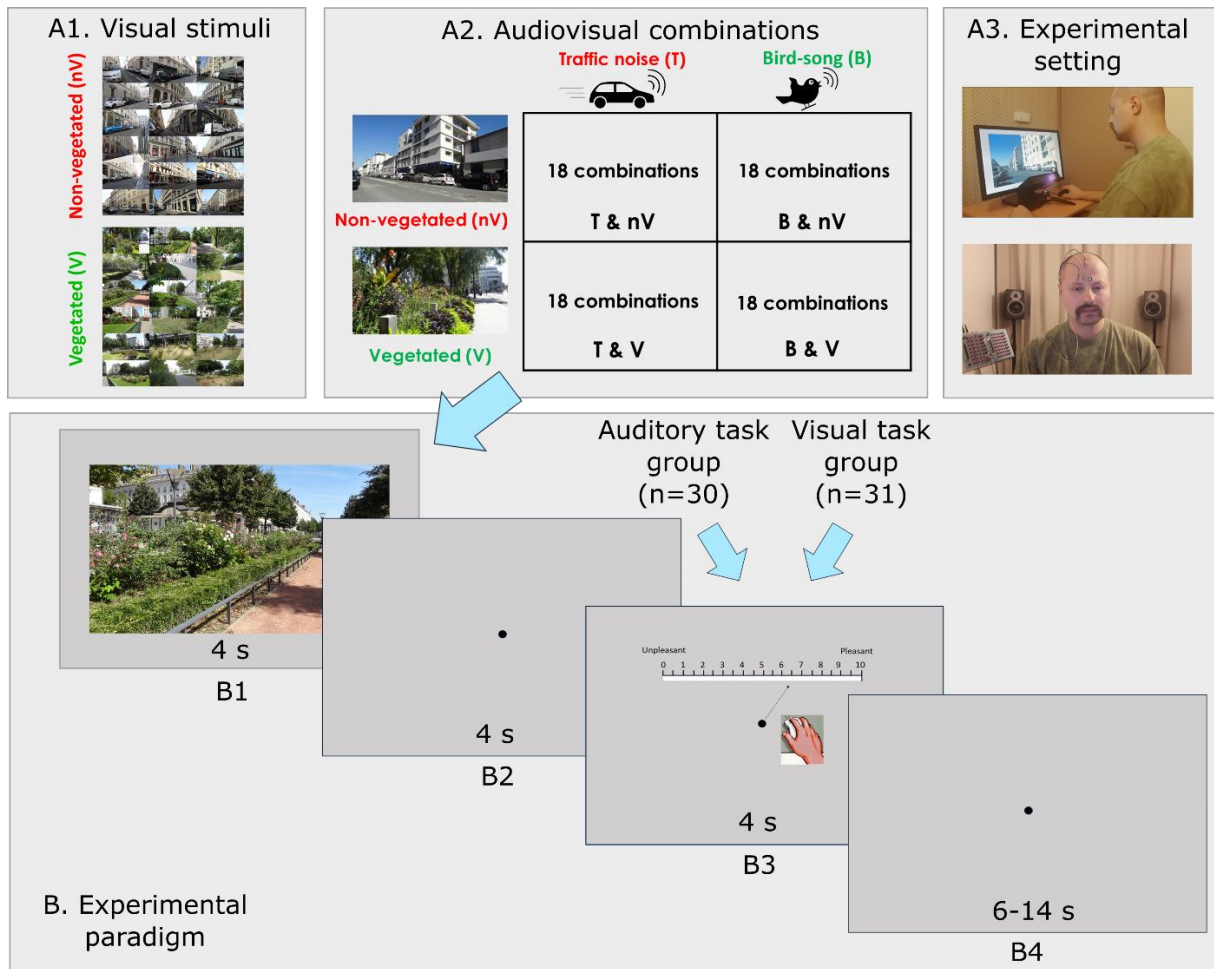 A1. Visual stimuli
Non-vegetated (nV)
Vegetated (V)
A2. Audiovisual combinations
Traffic noise (T)
Bird-song (B)
Non-vegetated (nV)
18 combinations
T & nV
18 combinations
B & nV
Vegetated (V)
18 combinations
T & V
18 combinations
B & V
A3. Experimental
setting
Auditory task
group
(n=30)
Visual task
group
(n=31)
4 s
B1
4 s
B2
Unpleasant
Pleasant
0 1 2 3 4 5 6 7 8 9 10
4 s
B3
6-14 s
B4
B. Experimental
paradigm